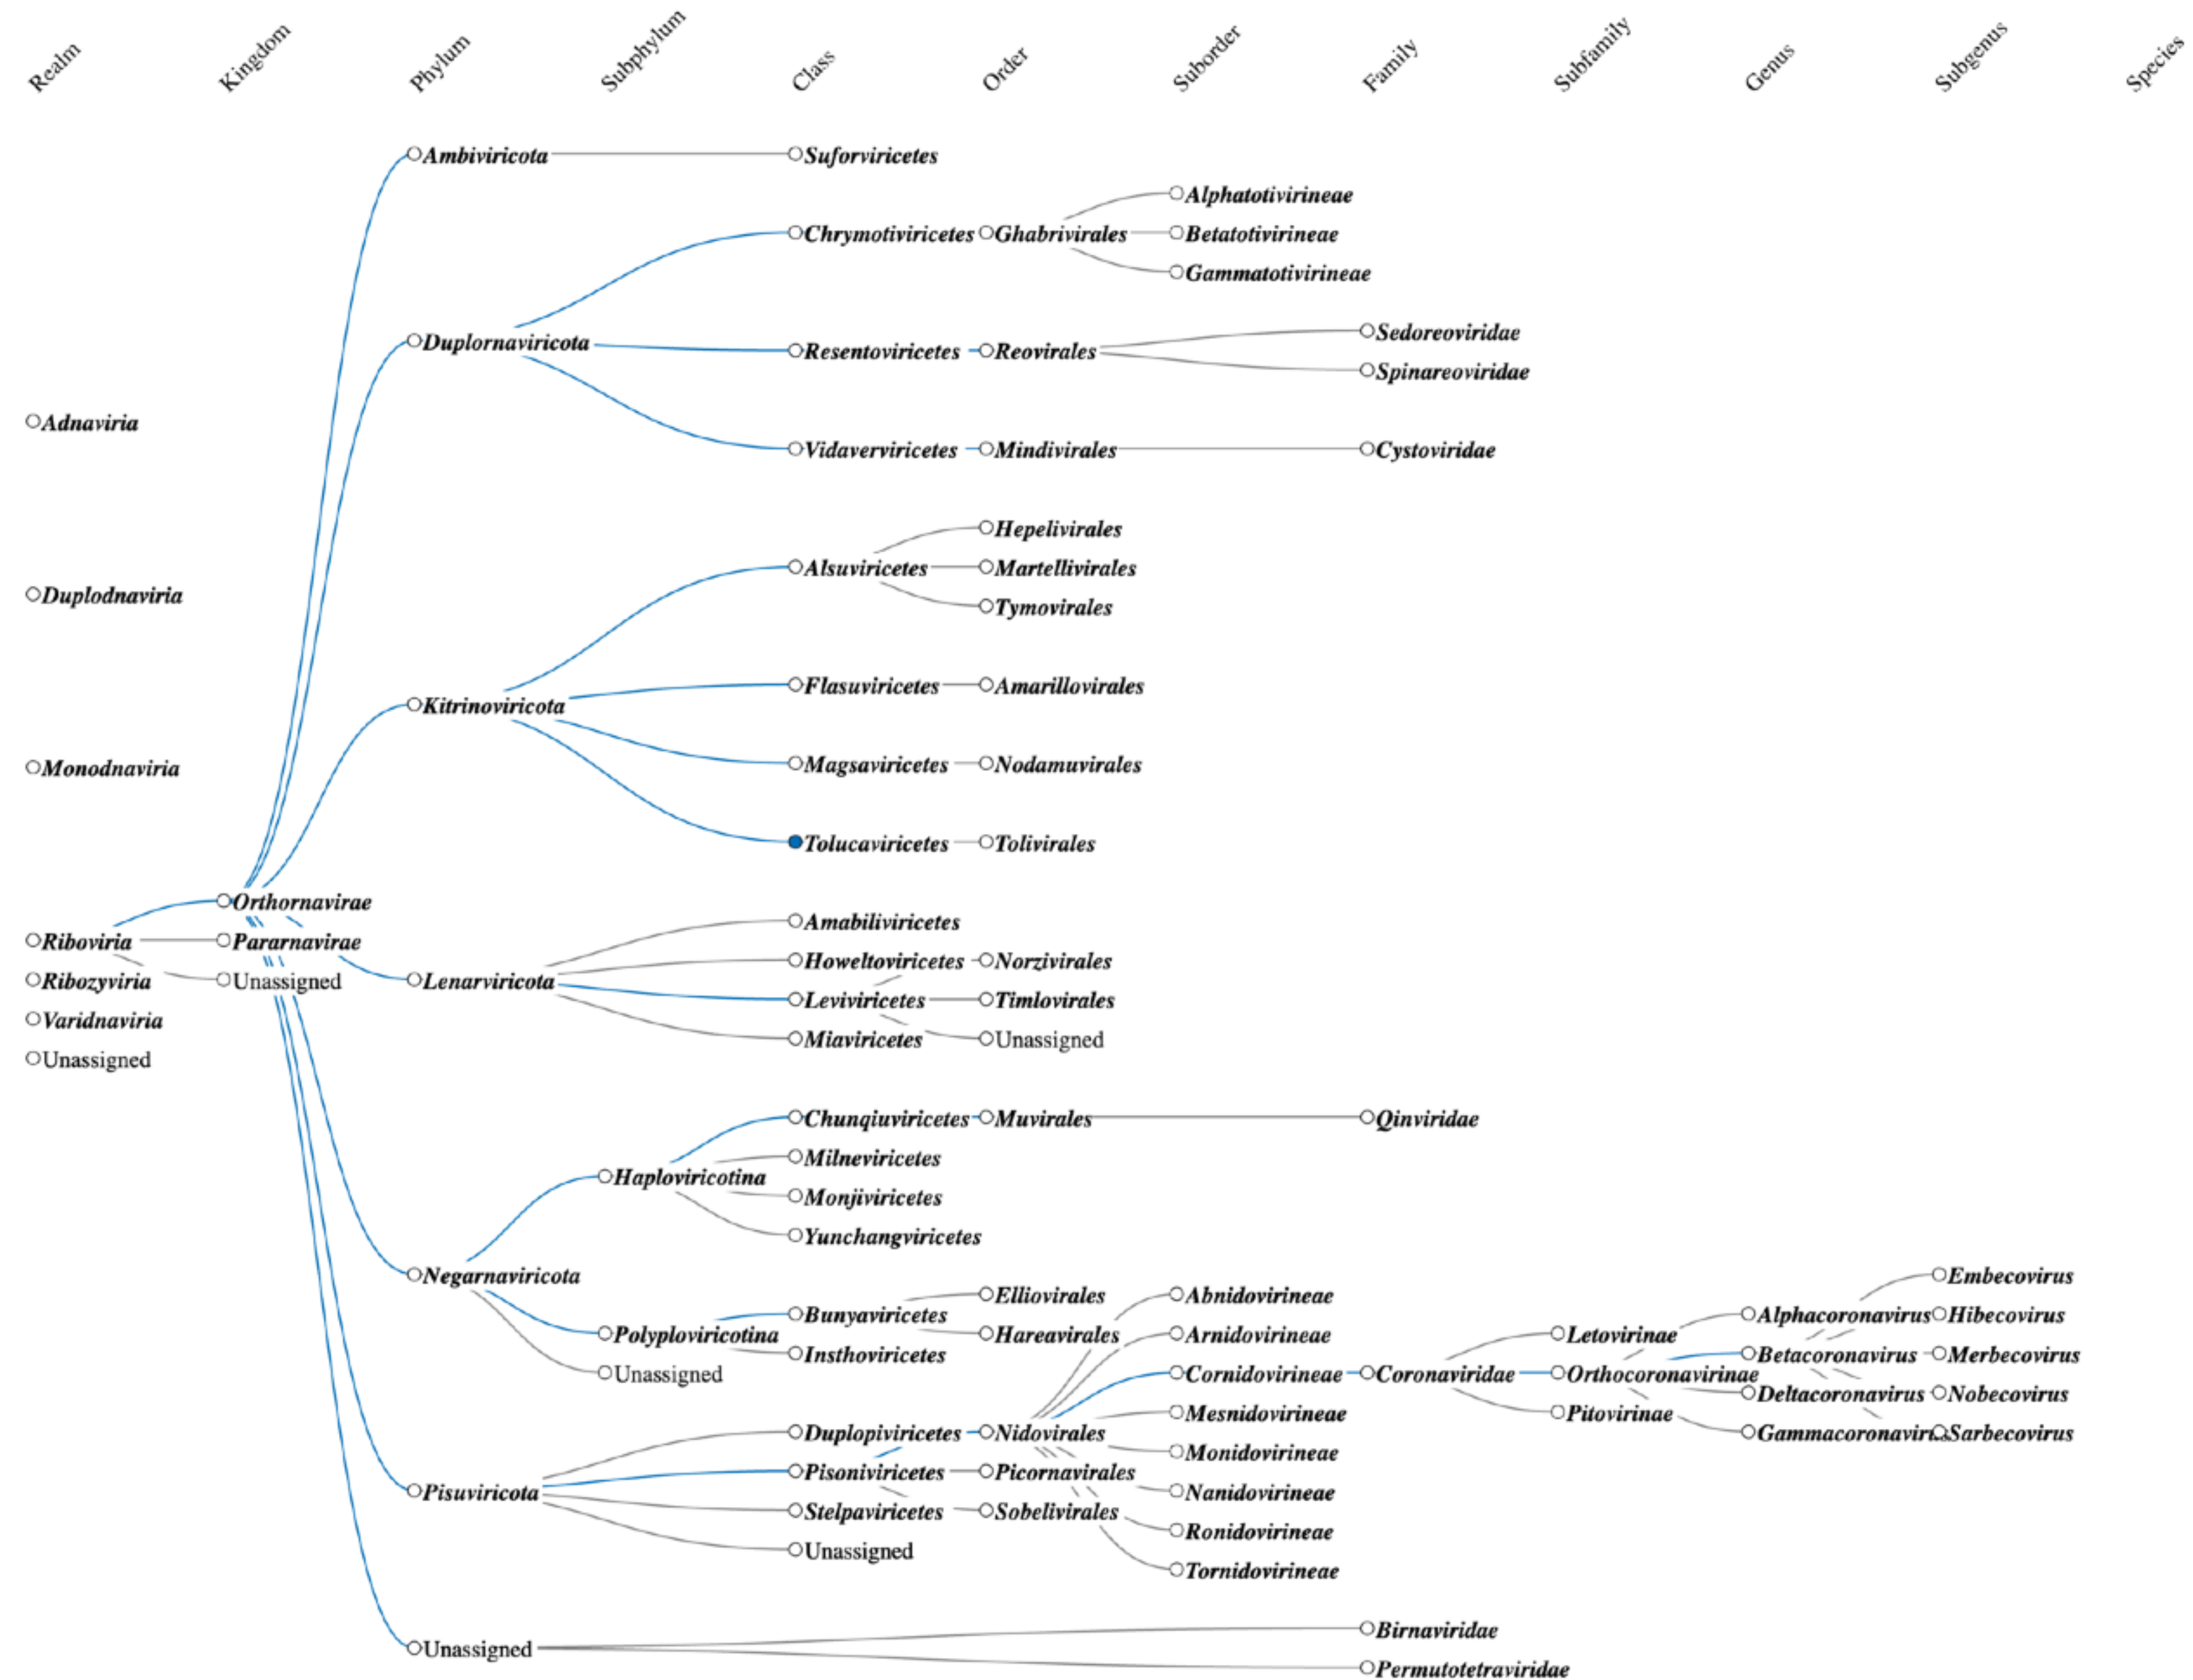 Realm Kingdom Phylum Subphylum Class Order Suborder Family Subfamily Genus Subgenus Species
Ambiviricota Suforviricetes
Alphatotivirineae
Chrymotiviricetes Ghabrivirales Betatotivirineae
Gammatotivirineae
Sedoreoviridae
Duplornaviricota
Resentoviricetes Reovirales
Spinareoviridae
Adnaviria
Vidaverviricetes Mindivirales Cystoviridae
Hepelivirales
Alsuviricetes Martellivirales
Duplodnaviria
Tymovirales
Flasuviricetes Amarillovirales
Kitrinoviricota
Magsaviricetes Nodamuvirales
Monodnaviria
Tolucaviricetes Tolivirales
Orthornavirae
Amabiliviricetes
Riboviria Pararnavirae
Howeltoviricetes Norzivirales
Ribozyviria Unassigned Lenarviricota
Leviviricetes Timlovirales
Varidnaviria
Miaviricetes Unassigned
Unassigned
Chunqiuviricetes Muvirales Qinviridae
Milneviricetes
Haploviricotina
Monjiviricetes
Yunchangviricetes
Negarnaviricota Embecovirus
Elliovirales Abnidovirineae
Bunyaviricetes Alphacoronavirus Hibecovirus
Polyploviricotina Hareavirales Arnidovirineae Letovirinae
Insthoviricetes Betacoronavirus Merbecovirus
Unassigned Cornidovirineae Coronaviridae Orthocoronavirinae
Deltacoronavirus Nobecovirus
Mesnidovirineae Pitovirinae
Duplopiviricetes Nidovirales Gammacoronavirus Sarbecovirus
Monidovirineae
Pisoniviricetes Picornavirales
Pisuviricota Nanidovirineae
Stelpaviricetes Sobelivirales
Ronidovirineae
Unassigned
Tornidovirineae
Birnaviridae
Unassigned
Permutotetraviridae